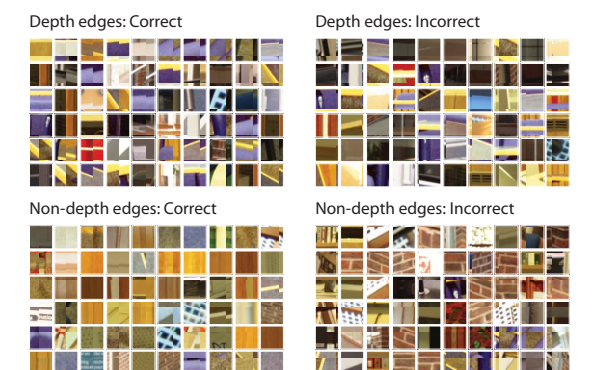 Depth edges: Correct
Depth edges: Incorrect
Non-depth edges: Correct
Non-depth edges: Incorrect